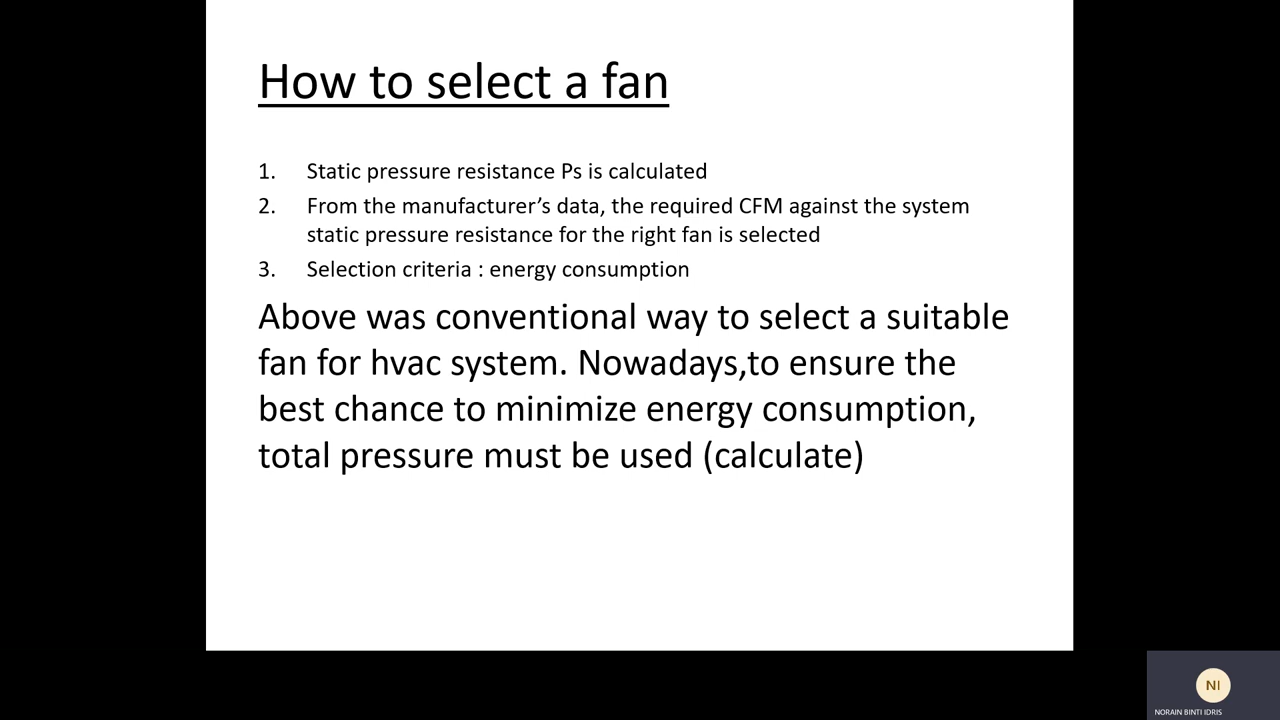 How to select a fan
1. Static pressure resistance Ps is calculated
2. From the manufacturer’s data, the required CFM against the system
static pressure resistance for the right fan is selected
3. Selection criteria : energy consumption
Above was conventional way to select a suitable
fan for hvac system. Nowadays,to ensure the
best chance to minimize energy consumption,
total pressure must be used (calculate)
NI
NORAIN BINTI IDRIS